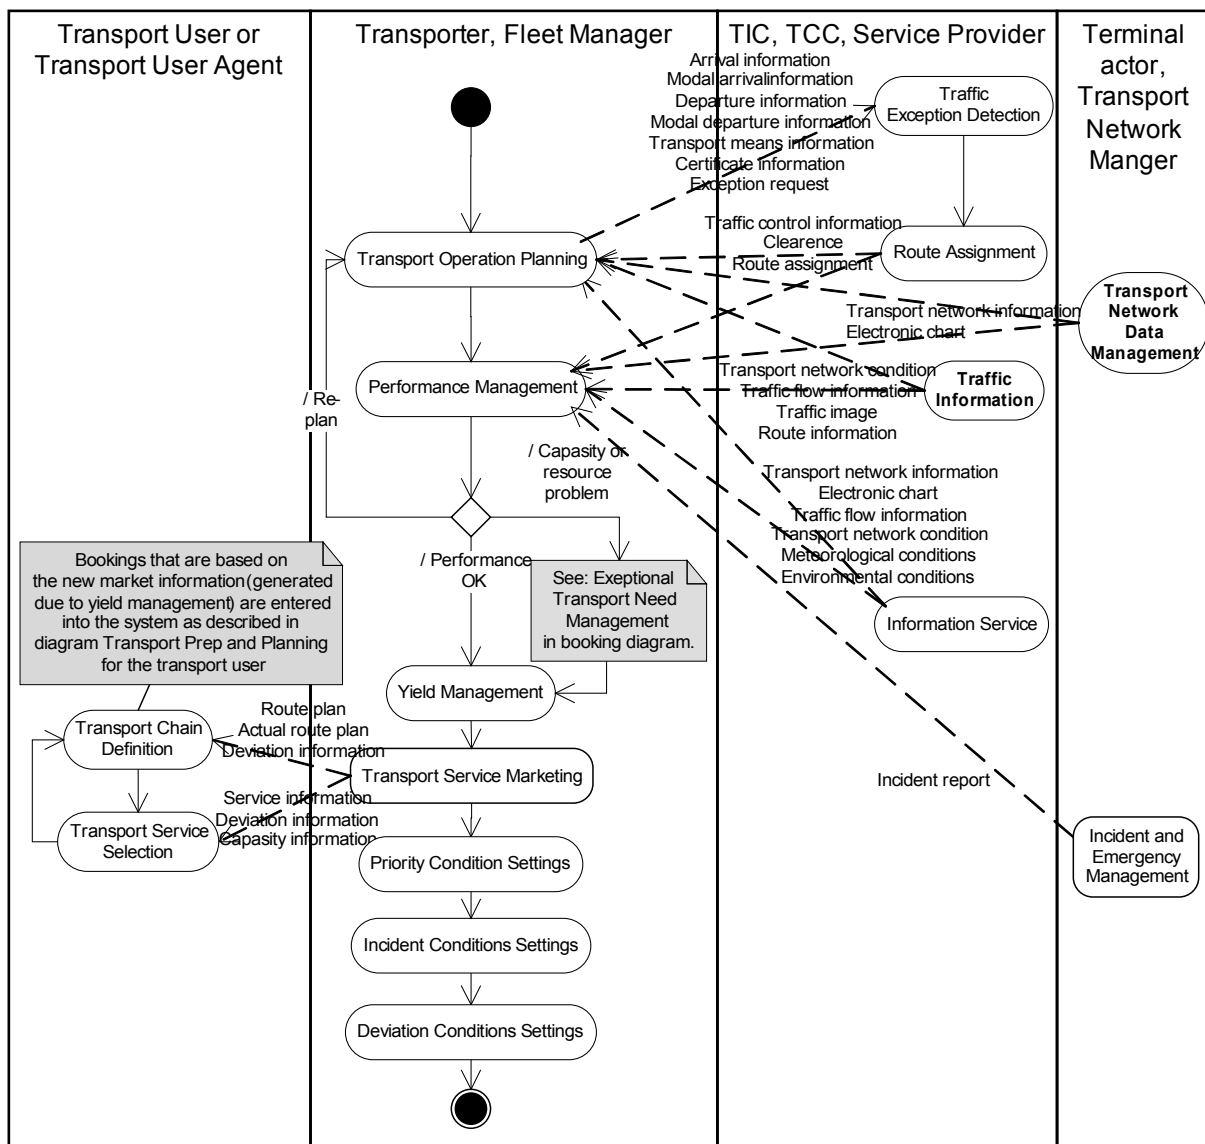 Transport User or
Transport User Agent
Transporter, Fleet Manager
TIC, TCC, Service Provider
Terminal
actor,
Transport
Network
Manger
Arrival information
Modal arrivalinformation
Departure information
Modal departure information
Transport means information
Certificate information
Exception request
Traffic
Exception Detection
Traffic control information
Clearence
Route assignment
Route Assignment
Transport Operation Planning
Transport network information
Electronic chart
Transport
Network
Data
Management
Performance Management
Transport network condition
Traffic flow information
Traffic image
Route information
Traffic
Information
/ Re-
plan
/ Capasity or
resource
problem
Transport network information
Electronic chart
Traffic flow information
Transport network condition
Meteorological conditions
Environmental conditions
Information Service
/ Performance
OK
See: Exeptional
Transport Need
Management
in booking diagram.
Bookings that are based on
the new market information(generated
due to yield management) are entered
into the system as described in
diagram Transport Prep and Planning
for the transport user
Yield Management
Route plan
Actual route plan
Deviation information
Transport Chain
Definition
Transport Service Marketing
Service information
Deviation information
Capasity information
Transport Service
Selection
Incident report
Incident and
Emergency
Management
Priority Condition Settings
Incident Conditions Settings
Deviation Conditions Settings